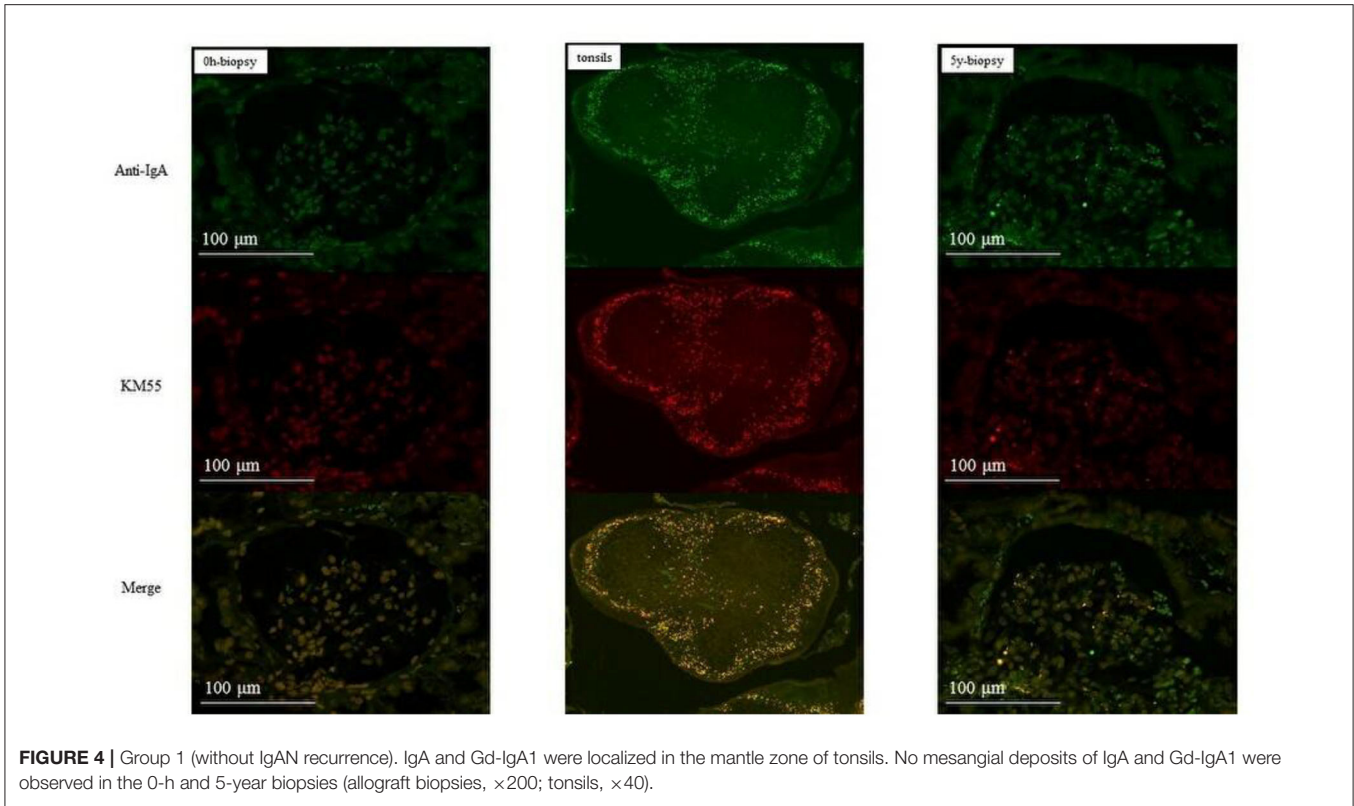 0h-biopsy
tonsils
5y-biopsy
Anti-IgA
100 μm
100 μm
KM55
100 μm
100 μm
Merge
100 μm
100 μm
FIGURE 4 | Group 1 (without IgAN recurrence). IgA and Gd-IgA1 were localized in the mantle zone of tonsils. No mesangial deposits of IgA and Gd-IgA1 were
observed in the 0-h and 5-year biopsies (allograft biopsies, ×200; tonsils, ×40).